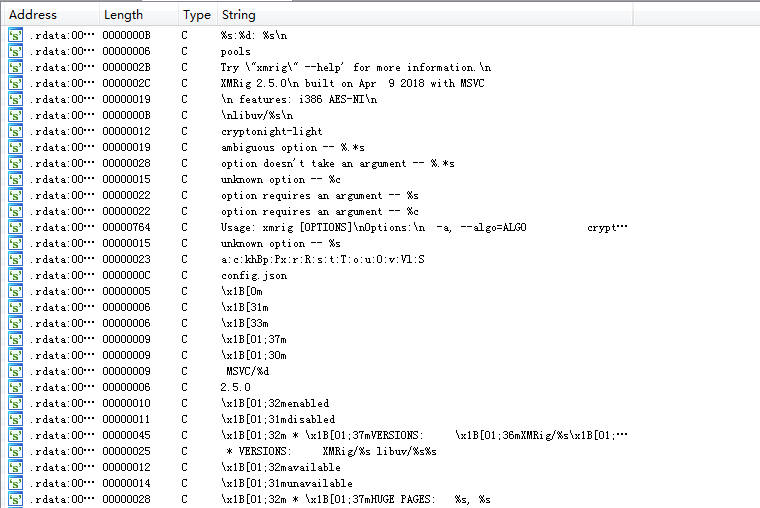 Address Length Type String
's' .rdata:00··· 0000000B C %s:%d: %s\n
's' .rdata:00··· 00000006 C pools
's' .rdata:00··· 0000002B C Try \"xmrig\" --help' for more information.\n
's' .rdata:00··· 0000002C C XMRig 2.5.0\n built on Apr  9 2018 with MSVC
's' .rdata:00··· 00000019 C \n features: i386 AES-NI\n
's' .rdata:00··· 0000000B C \nlibuv/%s\n
's' .rdata:00··· 00000012 C cryptonight-light
's' .rdata:00··· 00000019 C ambiguous option -- %.*s
's' .rdata:00··· 00000028 C option doesn't take an argument -- %.*s
's' .rdata:00··· 00000015 C unknown option -- %c
's' .rdata:00··· 00000022 C option requires an argument -- %s
's' .rdata:00··· 00000022 C option requires an argument -- %c
's' .rdata:00··· 00000764 C Usage: xmrig [OPTIONS]\nOptions:\n  -a, --algo=ALGO          crypt···
's' .rdata:00··· 00000015 C unknown option -- %s
's' .rdata:00··· 00000023 C a:c:khBp:Px:r:R:s:t:T:o:u:O:v:Vl:S
's' .rdata:00··· 0000000C C config.json
's' .rdata:00··· 00000005 C \x1B[0m
's' .rdata:00··· 00000006 C \x1B[31m
's' .rdata:00··· 00000006 C \x1B[33m
's' .rdata:00··· 00000009 C \x1B[01;37m
's' .rdata:00··· 00000009 C \x1B[01;30m
's' .rdata:00··· 00000009 C  MSVC/%d
's' .rdata:00··· 00000006 C 2.5.0
's' .rdata:00··· 00000010 C \x1B[01;32menabled
's' .rdata:00··· 00000011 C \x1B[01;31mdisabled
's' .rdata:00··· 00000045 C \x1B[01;32m * \x1B[01;37mVERSIONS:     \x1B[01;36mXMRig/%s\x1B[01;···
's' .rdata:00··· 00000025 C  * VERSIONS:     XMRig/%s libuv/%s%s
's' .rdata:00··· 00000012 C \x1B[01;32mavailable
's' .rdata:00··· 00000014 C \x1B[01;31munavailable
's' .rdata:00··· 00000028 C \x1B[01;32m * \x1B[01;37mHUGE PAGES:   %s, %s